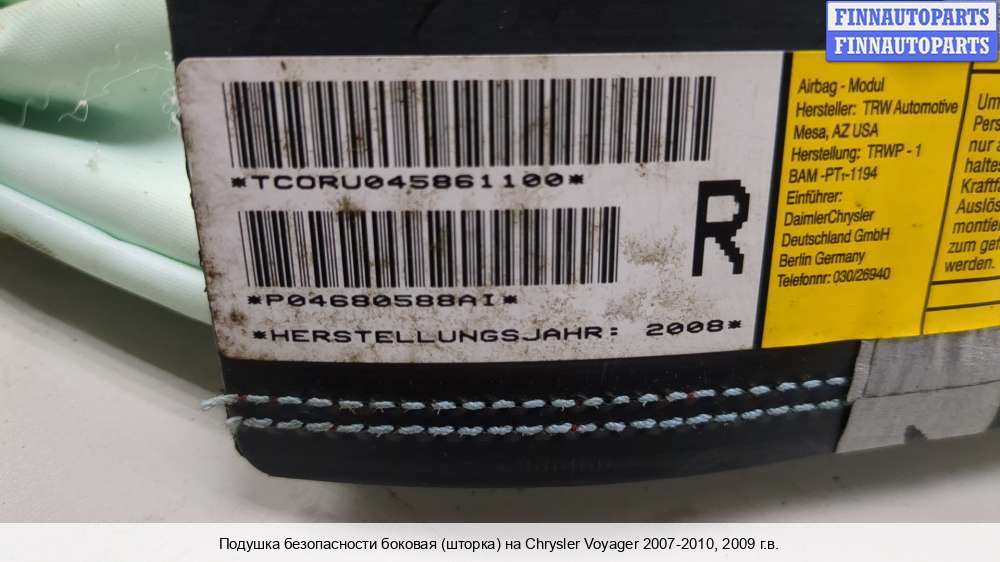 FINNAUTOPARTS
FINNAUTOPARTS
*TCORU045861100*
*P04680588AI*
*HERSTELLUNGSJAHR: 2008*
R
Airbag - Modul
Hersteller: TRW Automotive
Mesa, AZ USA
Herstellung: TRWP - 1
BAM -PT₁-1194
Einführer:
DaimlerChrysler
Deutschland GmbH
Berlin Germany
Telefonnr: 030/26940
Um
Pers
nur a
haltes
Kraftfa
Auslös
montie
zum gef
werden.
Подушка безопасности боковая (шторка) на Chrysler Voyager 2007-2010, 2009 г.в.